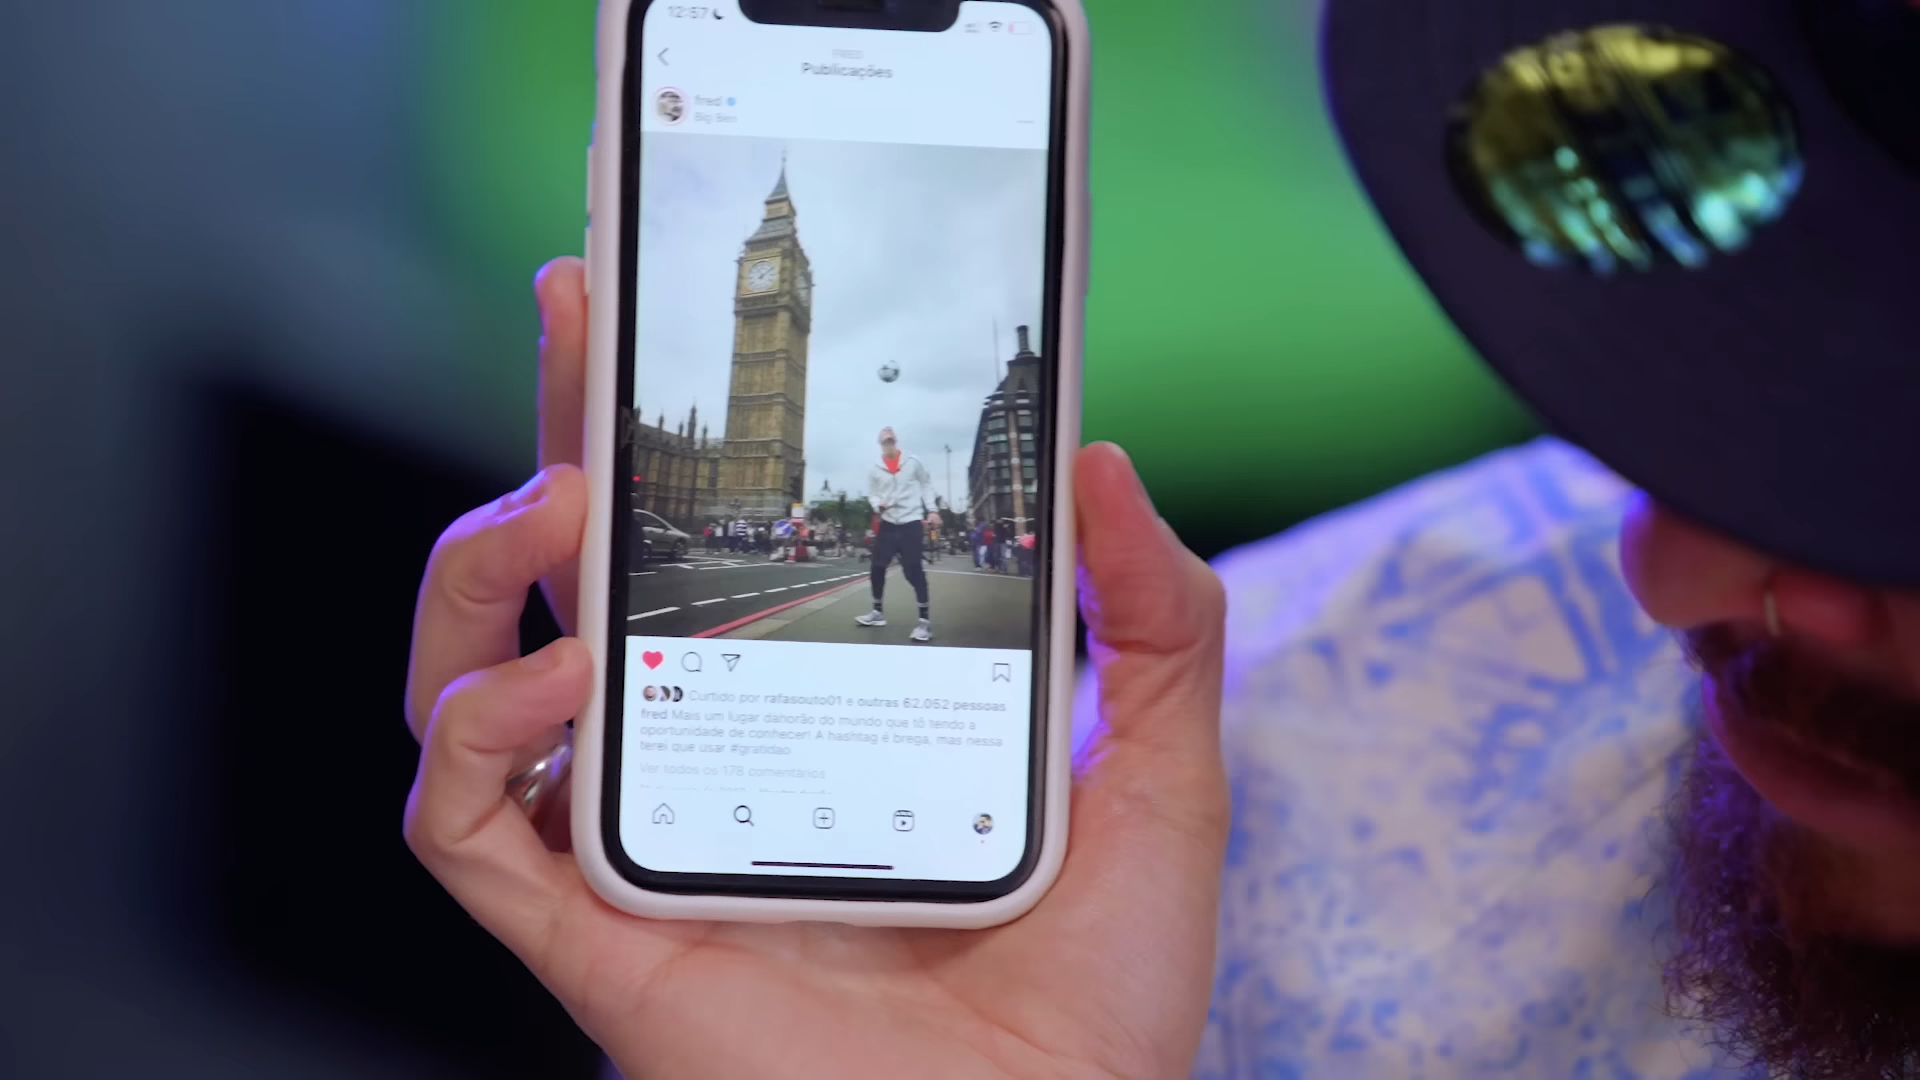 12:57
FRED
Publicações
fred
Big Ben
Curtido por rafasouto01 e outras 62.052 pessoas
fred Mais um lugar dahorão do mundo que tô tendo a
oportunidade de conhecer! A hashtag é brega, mas nessa
terei que usar #gratidao
Ver todos os 178 comentários